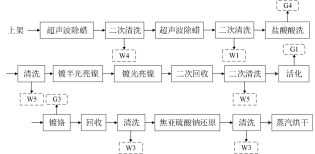 G4
上架 超声波除蜡 二次清洗 超声波除蜡 二次清洗 盐酸酸洗
W4 W1 G1
清洗 镀半光亮镍 镀光亮镍 二次回收 二次清洗 活化
W5 G3 W5
镀铬 回收 清洗 焦亚硫酸钠还原 清洗 蒸汽烘干
W3 W3